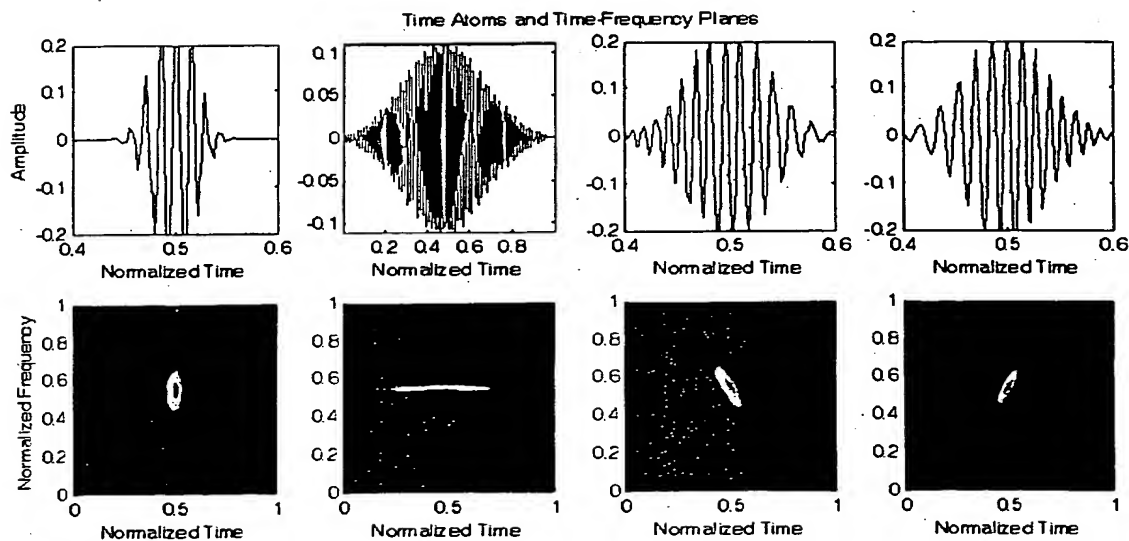 Time Atoms and Time-Frequency Planes
0.2 0.1 0 -0.1 -0.2
Amplitude
0.4 0.5 0.6
Normalized Time
0.1 0.05 0 -0.05 -0.1
0.2 0.4 0.6 0.8
Normalized Time
0.2 0.1 0 -0.1 -0.2
0.4 0.5 0.6
Normalized Time
0.2 0.1 0 -0.1 -0.2
0.4 0.5 0.6
Normalized Time
1 0.8 0.6 0.4 0.2 0
Normalized Frequency
0 0.5 1
Normalized Time
1 0.8 0.6 0.4 0.2 0
0 0.5 1
Normalized Time
1 0.8 0.6 0.4 0.2 0
0 0.5 1
Normalized Time
1 0.8 0.6 0.4 0.2 0
0 0.5 1
Normalized Time